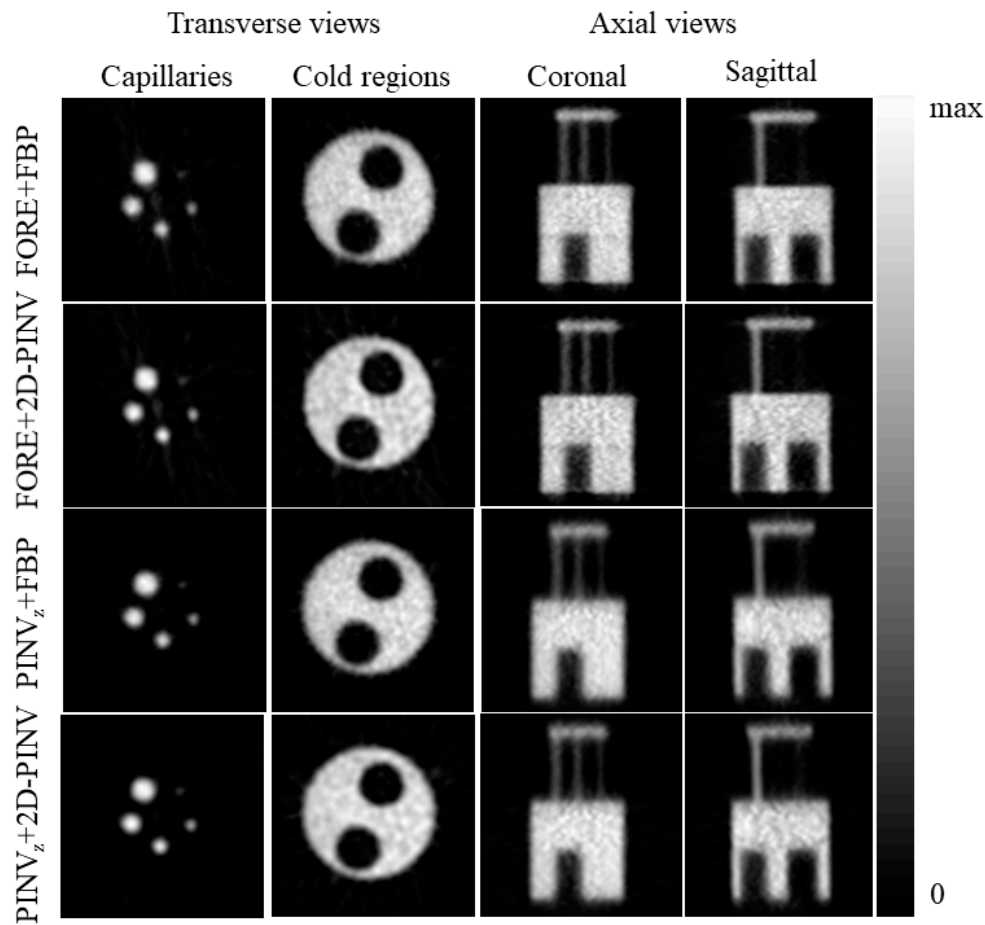 Transverse views
Axial views
Capillaries
Cold regions
Coronal
Sagittal
max
FORE+FBP
FORE+2D-PINV
PINVz+FBP
PINVz+2D-PINV
0